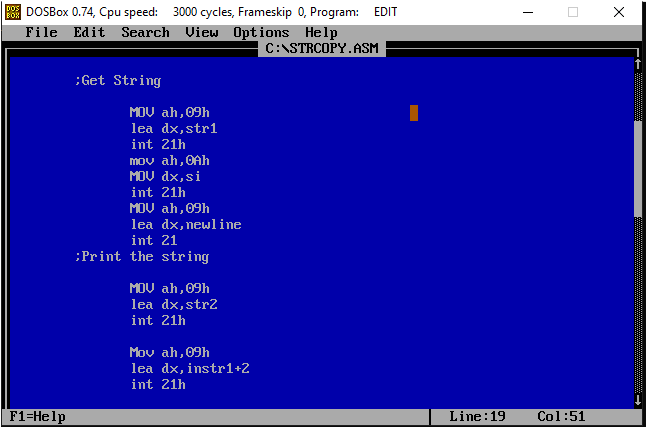 DOSBox 0.74, Cpu speed: 3000 cycles, Frameskip 0, Program: EDIT
File Edit Search View Options Help
C:\STRCOPY.ASM
;Get String
MOV ah,09h
lea dx,str1
int 21h
mov ah,0Ah
MOV dx,si
int 21h
MOV ah,09h
lea dx,newline
int 21
;Print the string
MOV ah,09h
lea dx,str2
int 21h
Mov ah,09h
lea dx,instr1+2
int 21h
F1=Help Line:19 Col:51